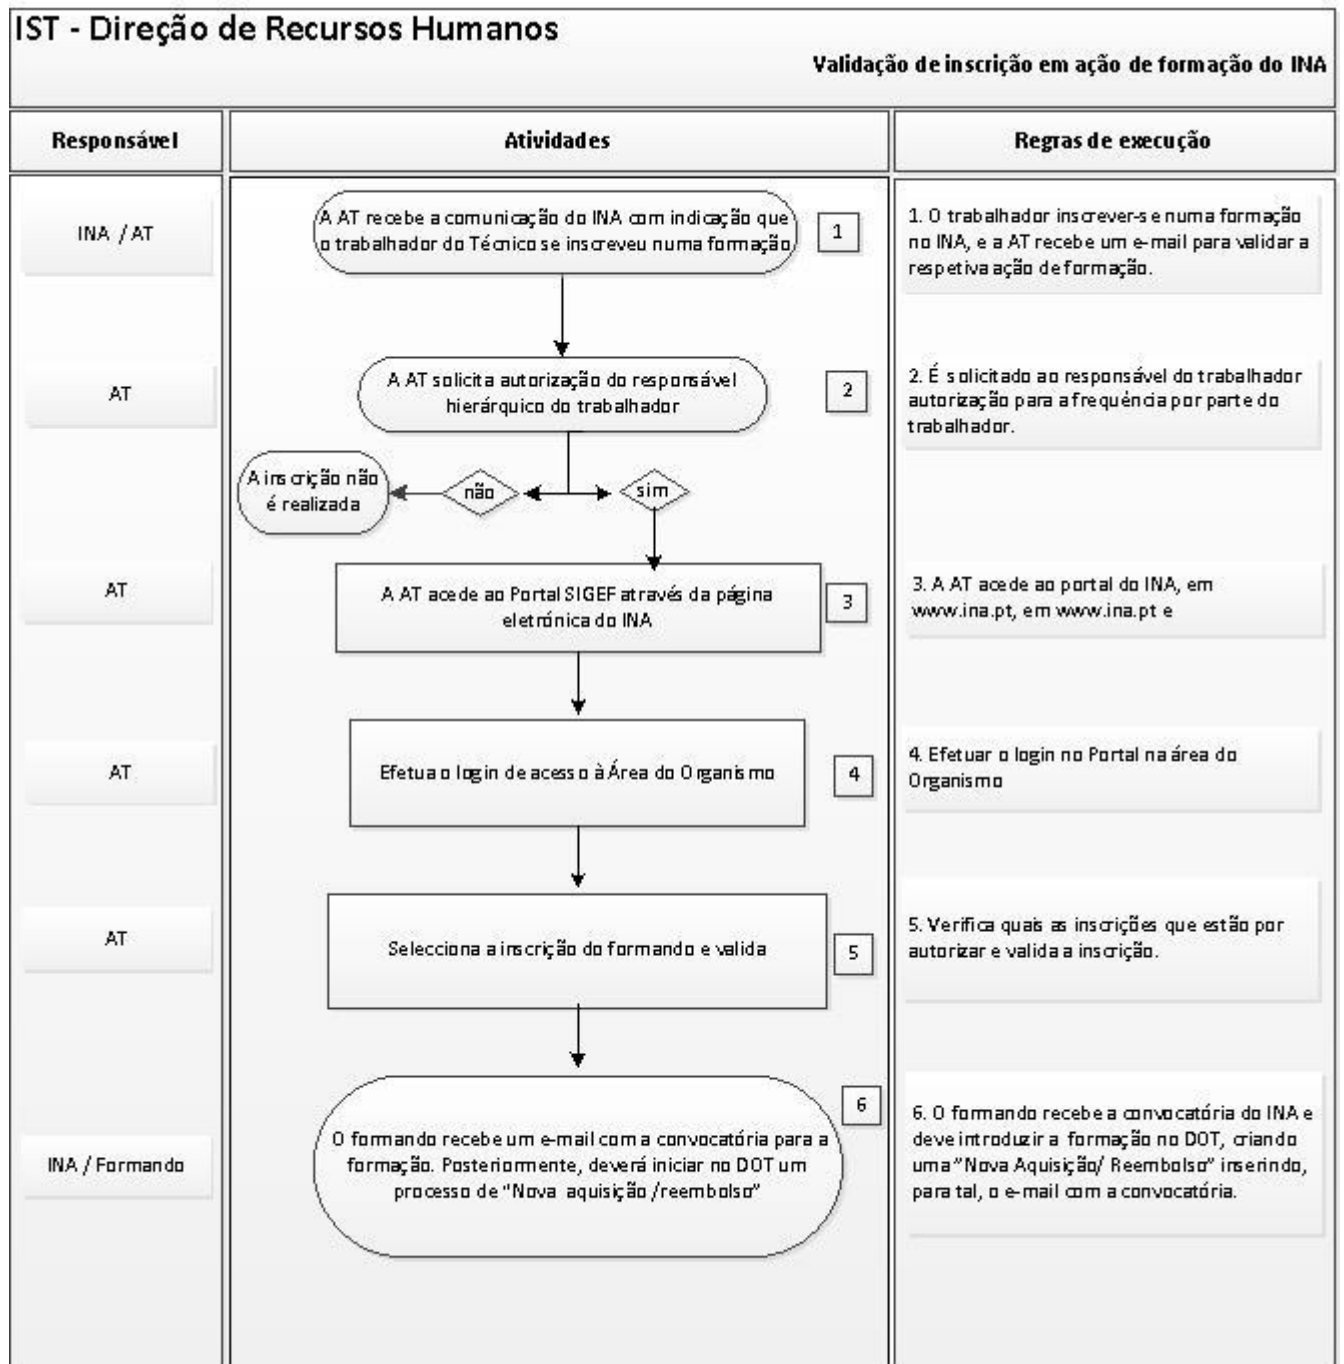 IST - Direção de Recursos Humanos
Validação de inscrição em ação de formação do INA
Responsável
Atividades
Regras de execução
INA / AT
A AT recebe a comunicação do INA com indicação que
o trabalhador do Técnico se inscreveu numa formação
1
1. O trabalhador inscrever-se numa formação
no INA, e a AT recebe um e-mail para validar a
respetiva ação de formação.
AT
A AT solicita autorização do responsável
hierárquico do trabalhador
2
2. É solicitado ao responsável do trabalhador
autorização para a frequência por parte do
trabalhador.
A inscrição não
é realizada
não
sim
AT
A AT acede ao Portal SIGEF através da página
eletrónica do INA
3
3. A AT acede ao portal do INA, em
www.ina.pt, em www.ina.pt e
AT
Efetua o login de acesso à Área do Organismo
4
4. Efetuar o login no Portal na área do
Organismo
AT
Selecciona a inscrição do formando e valida
5
5. Verifica quais as inscrições que estão por
autorizar e valida a inscrição.
INA / Formando
O formando recebe um e-mail com a convocatória para a
formação. Posteriormente, deverá iniciar no DOT um
processo de “Nova aquisição /reembolso”
6
6. O formando recebe a convocatória do INA e
deve introduzir a formação no DOT, criando
uma “Nova Aquisição/ Reembolso” inserindo,
para tal, o e-mail com a convocatória.